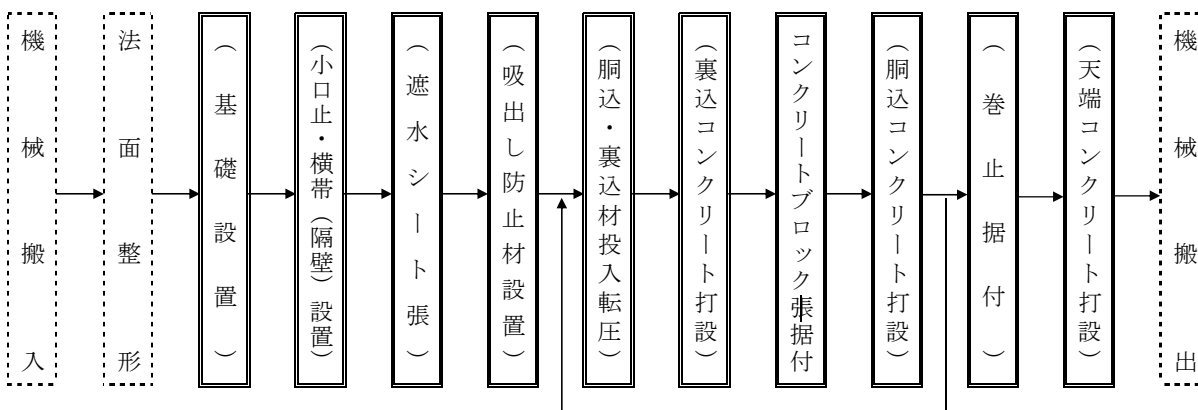 機械搬入
法面整形
（基礎設置）
（小口止・横帯（隔壁）設置）
（遮水シート張）
（吸出し防止材設置）
（胴込・裏込材投入転圧）
（裏込コンクリート打設）
コンクリートブロック張据付
（胴込コンクリート打設）
（巻止据付）
（天端コンクリート打設）
機械搬出